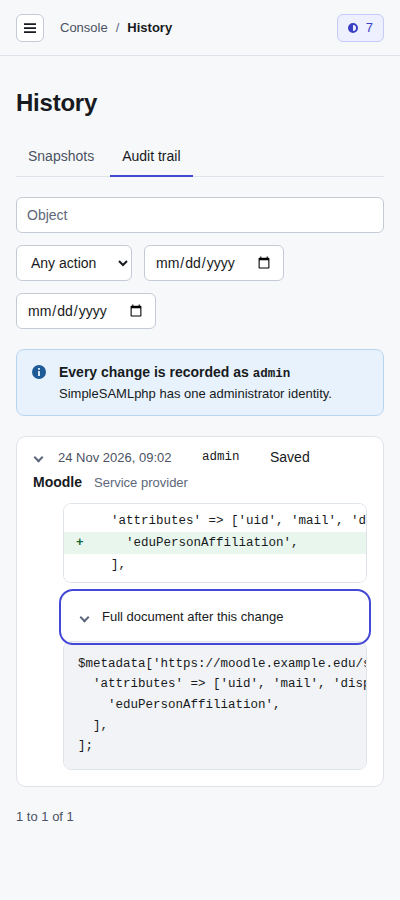 Console / History
7
History
Snapshots Audit trail
Object
Any action mm/dd/yyyy
mm/dd/yyyy
Every change is recorded as admin
SimpleSAMLphp has one administrator identity.
24 Nov 2026, 09:02 admin Saved
Moodle Service provider
'attributes' => ['uid', 'mail', 'd
+ 'eduPersonAffiliation',
],
Full document after this change
$metadata['https://moodle.example.edu/s
'attributes' => ['uid', 'mail', 'disp
'eduPersonAffiliation',
],
];
1 to 1 of 1